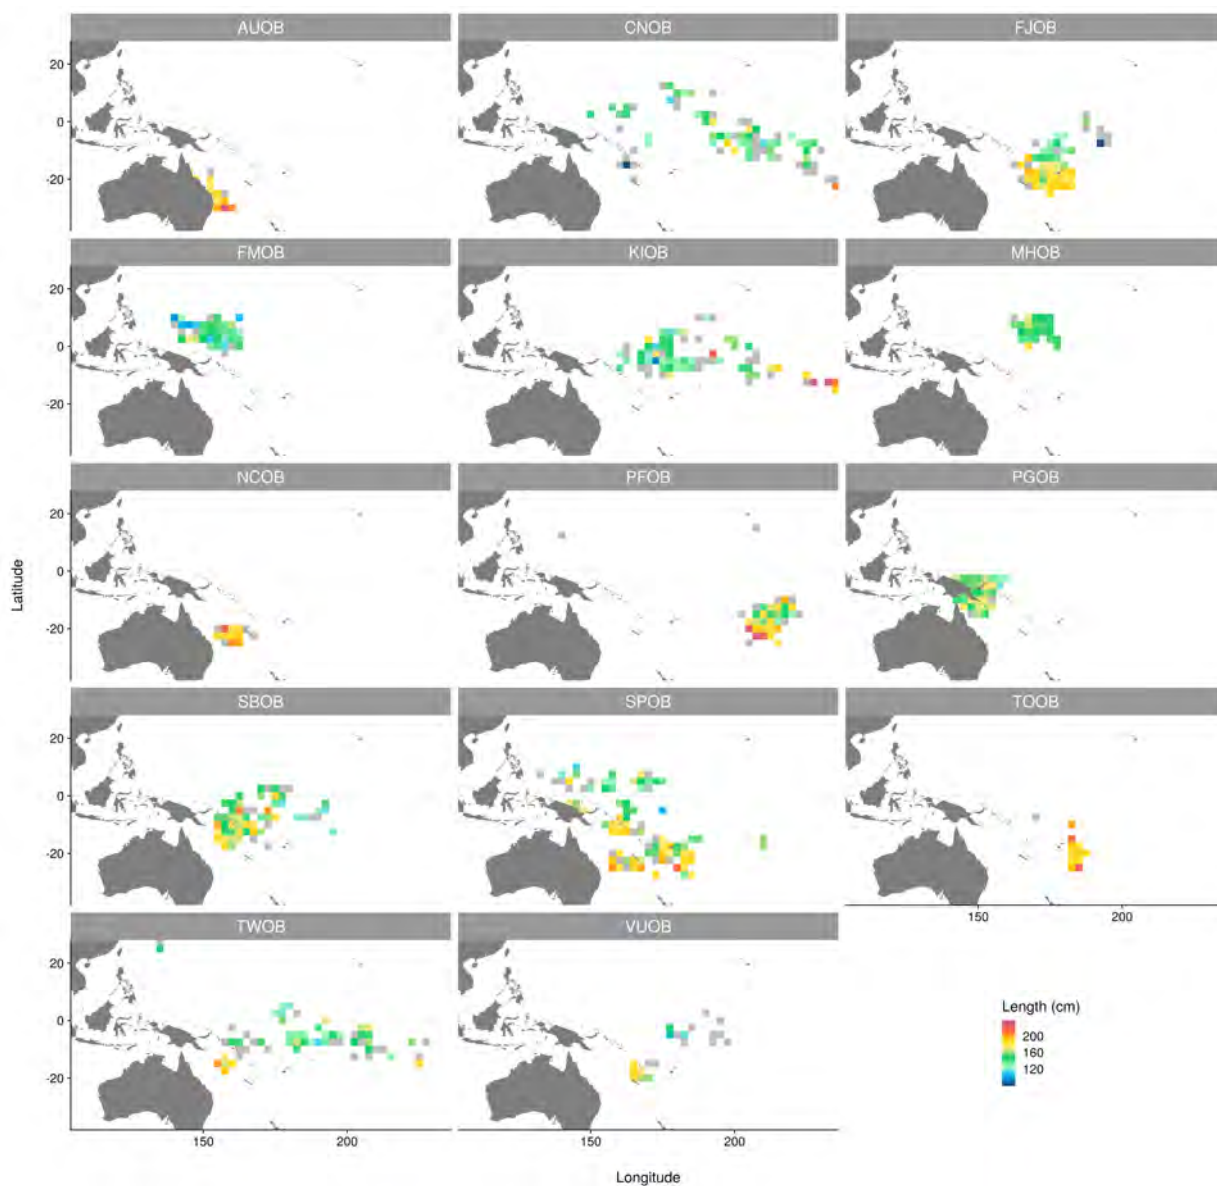 AUOB CNOB FJOB
20
0
-20
FMOB KIOB MHOB
20
0
-20
NCOB PFOB PGOB
20
0
-20
Latitude
SBOB SPOB TOOB
20
0
-20
150 200
TWOB VUOB
20
0
-20
Length (cm)
200
160
120
150 200 150 200
Longitude